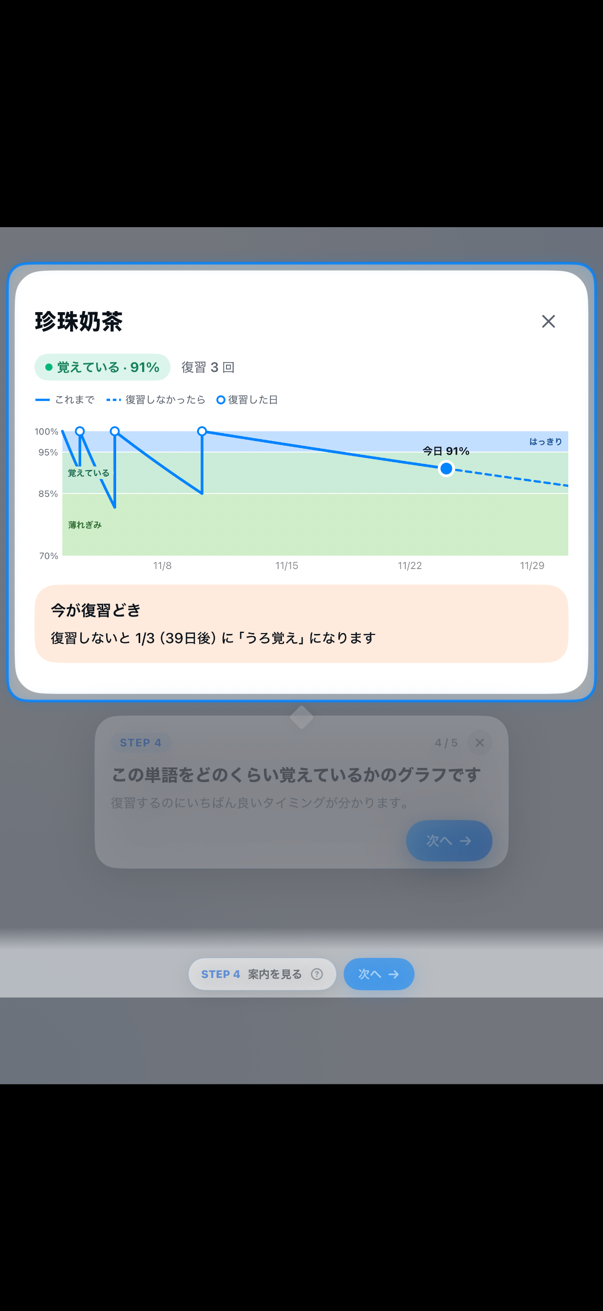 珍珠奶茶
覚えている · 91%
復習 3 回
これまで 復習しなかったら 復習した日
100%
95%
85%
70%
はっきり
今日 91%
覚えている
薄れぎみ
11/8 11/15 11/22 11/29
今が復習どき
復習しないと 1/3（39日後）に「うろ覚え」になります
STEP 4
4 / 5
この単語をどのくらい覚えているかのグラフです
復習するのにいちばん良いタイミングが分かります。
次へ →
STEP 4 案内を見る ?
次へ →